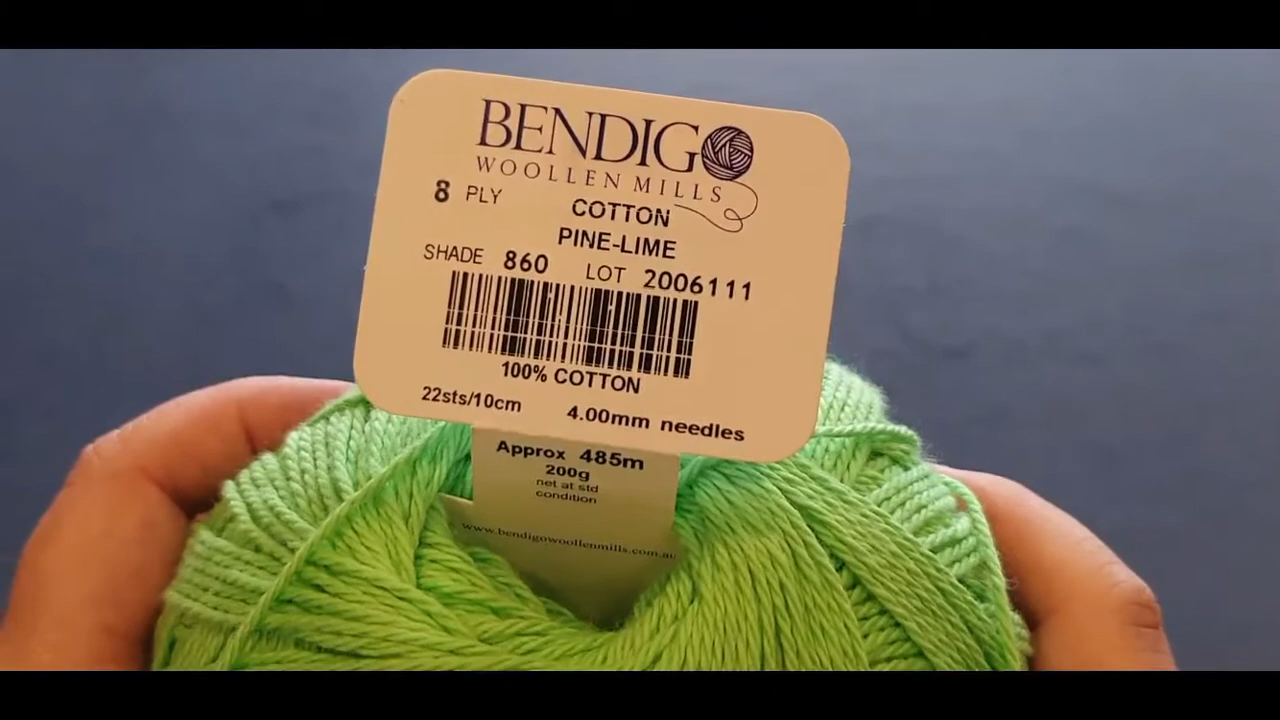 BENDIGO
WOOLLEN MILLS
8 PLY COTTON
PINE-LIME
SHADE 860 LOT 2006111
100% COTTON
22sts/10cm 4.00mm needles
Approx 485m
200g
net at std
condition
www.bendigowoollenmills.com.au